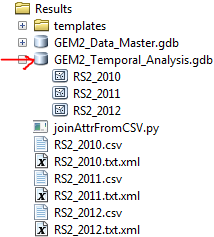 Results
templates
GEM2_Data_Master.gdb
GEM2_Temporal_Analysis.gdb
RS2_2010
RS2_2011
RS2_2012
joinAttrFromCSV.py
RS2_2010.csv
RS2_2010.txt.xml
RS2_2011.csv
RS2_2011.txt.xml
RS2_2012.csv
RS2_2012.txt.xml